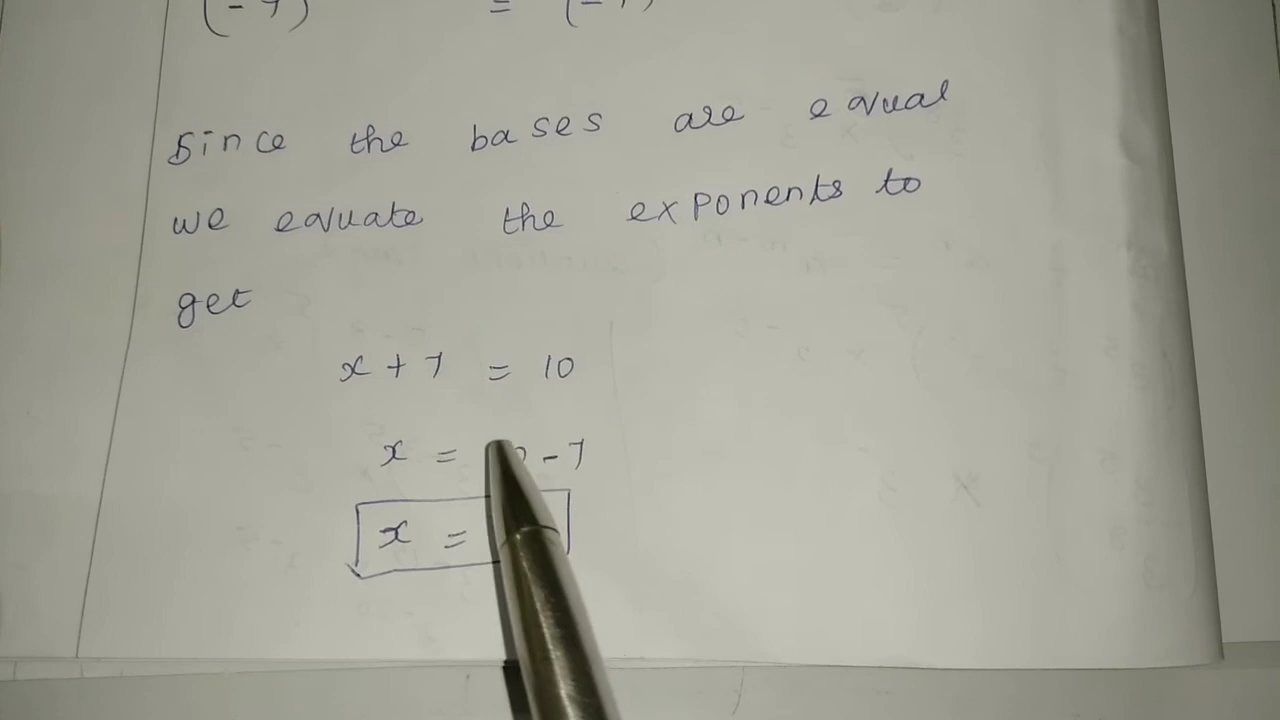 Since the bases are equal
we equate the exponents to
get
x + 7 = 10
x = - 7
x =